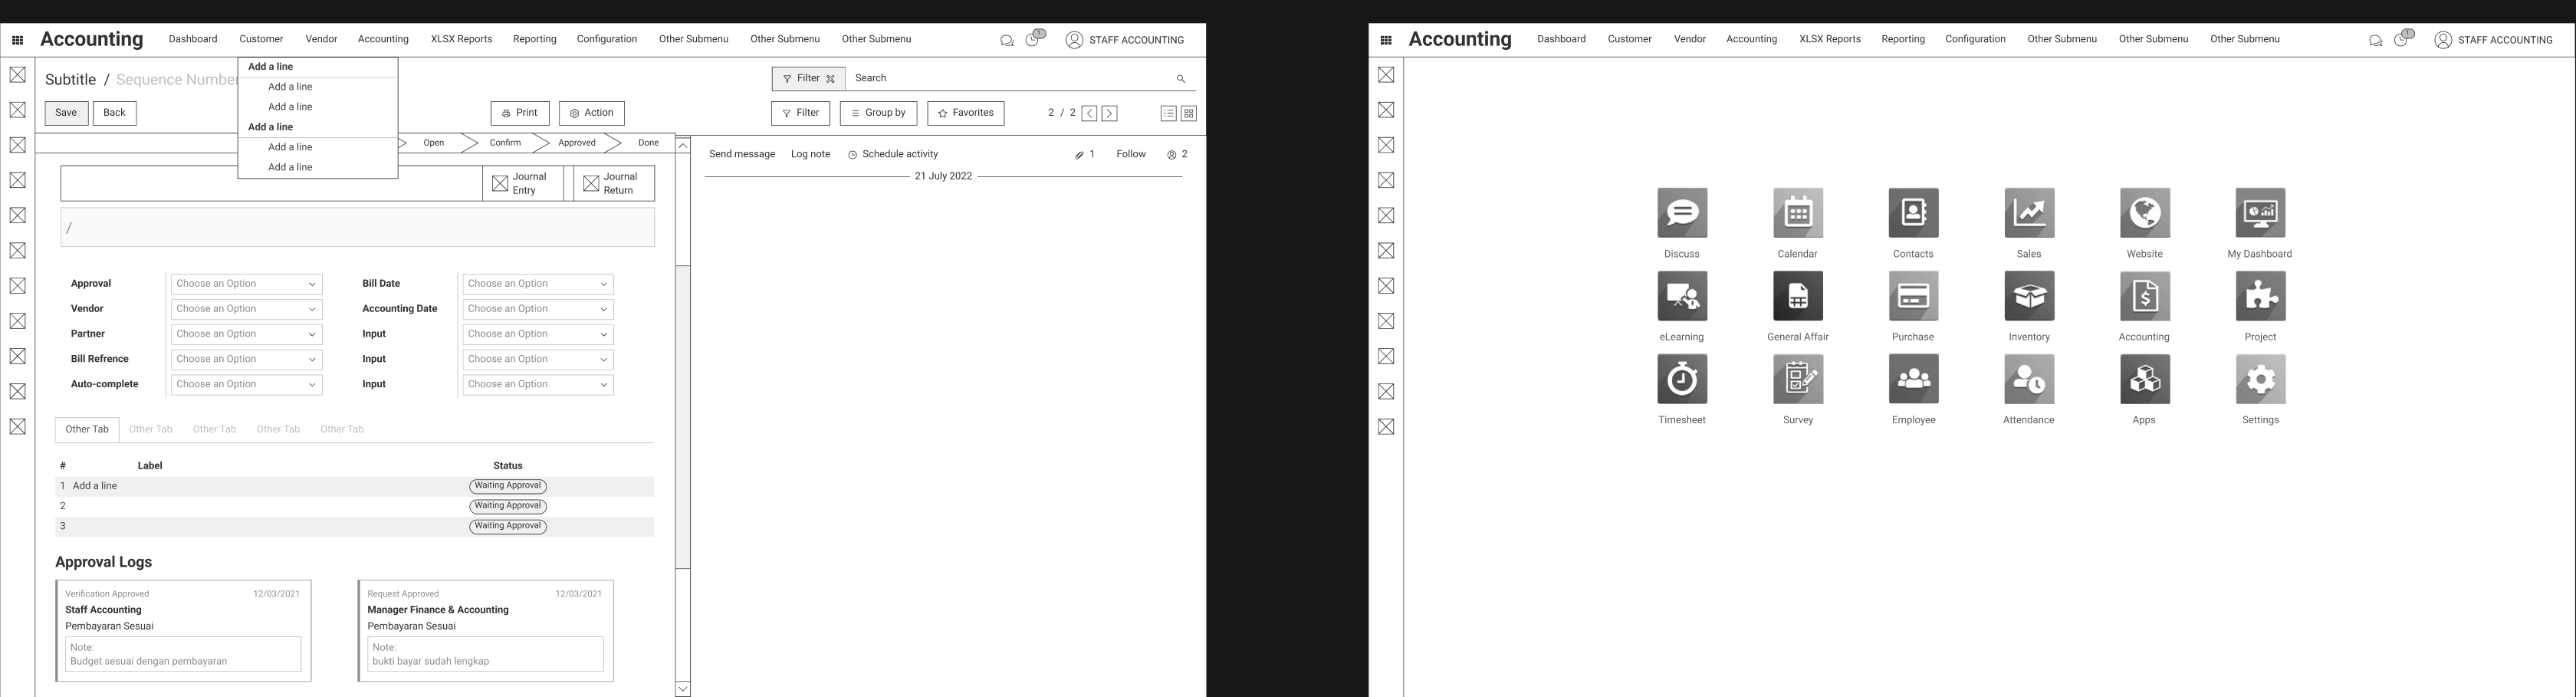 Accounting Dashboard Customer Vendor Accounting XLSX Reports Reporting Configuration Other Submenu Other Submenu Other Submenu 1 STAFF ACCOUNTING
Subtitle / Sequence Number
Add a line
Add a line
Add a line
Add a line
Add a line
Add a line
Filter Search
Save Back Print Action Filter Group by Favorites 2 / 2
Open Confirm Approved Done
Journal Entry
Journal Return
/
Approval Choose an Option Bill Date Choose an Option
Vendor Choose an Option Accounting Date Choose an Option
Partner Choose an Option Input Choose an Option
Bill Refrence Choose an Option Input Choose an Option
Auto-complete Choose an Option Input Choose an Option
Other Tab Other Tab Other Tab Other Tab Other Tab
# Label Status
1 Add a line Waiting Approval
2 Waiting Approval
3 Waiting Approval
Approval Logs
Verification Approved 12/03/2021
Staff Accounting
Pembayaran Sesuai
Note:
Budget sesuai dengan pembayaran
Request Approved 12/03/2021
Manager Finance & Accounting
Pembayaran Sesuai
Note:
bukti bayar sudah lengkap
Send message Log note Schedule activity 1 Follow 2
21 July 2022
Accounting Dashboard Customer Vendor Accounting XLSX Reports Reporting Configuration Other Submenu Other Submenu Other Submenu 1 STAFF ACCOUNTING
Discuss Calendar Contacts Sales Website My Dashboard
eLearning General Affair Purchase Inventory Accounting Project
Timesheet Survey Employee Attendance Apps Settings